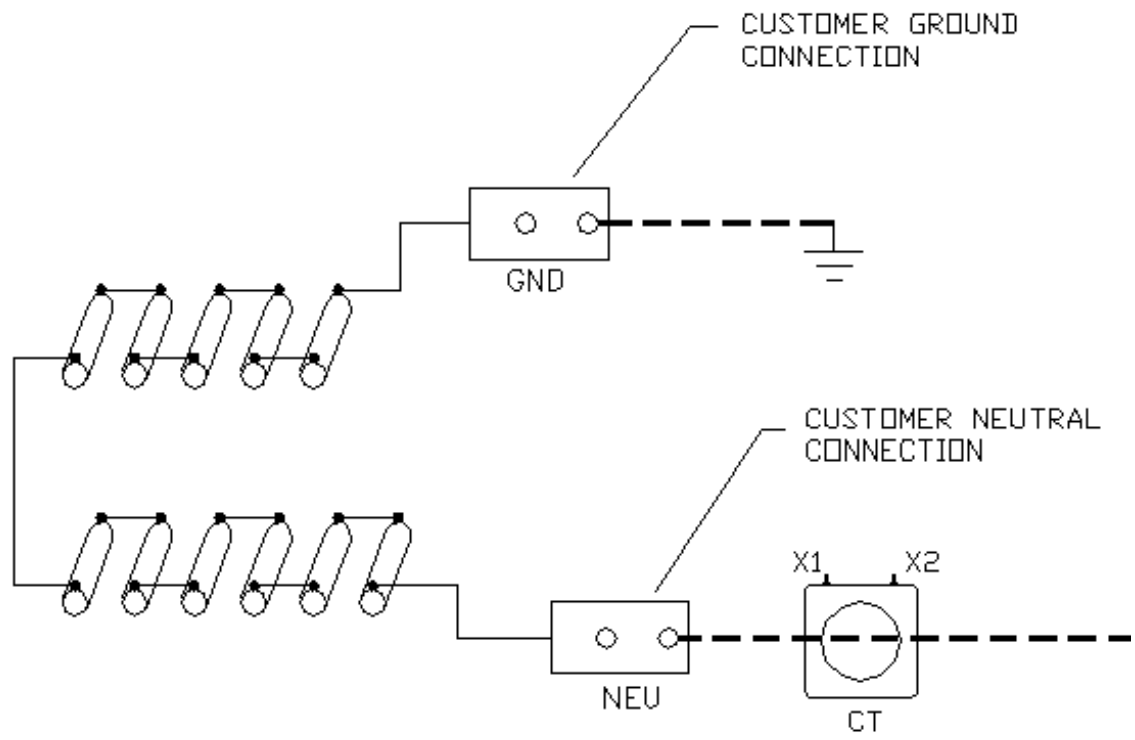 CUSTOMER GROUND
CONNECTION
GND
CUSTOMER NEUTRAL
CONNECTION
X1 X2
NEU
CT